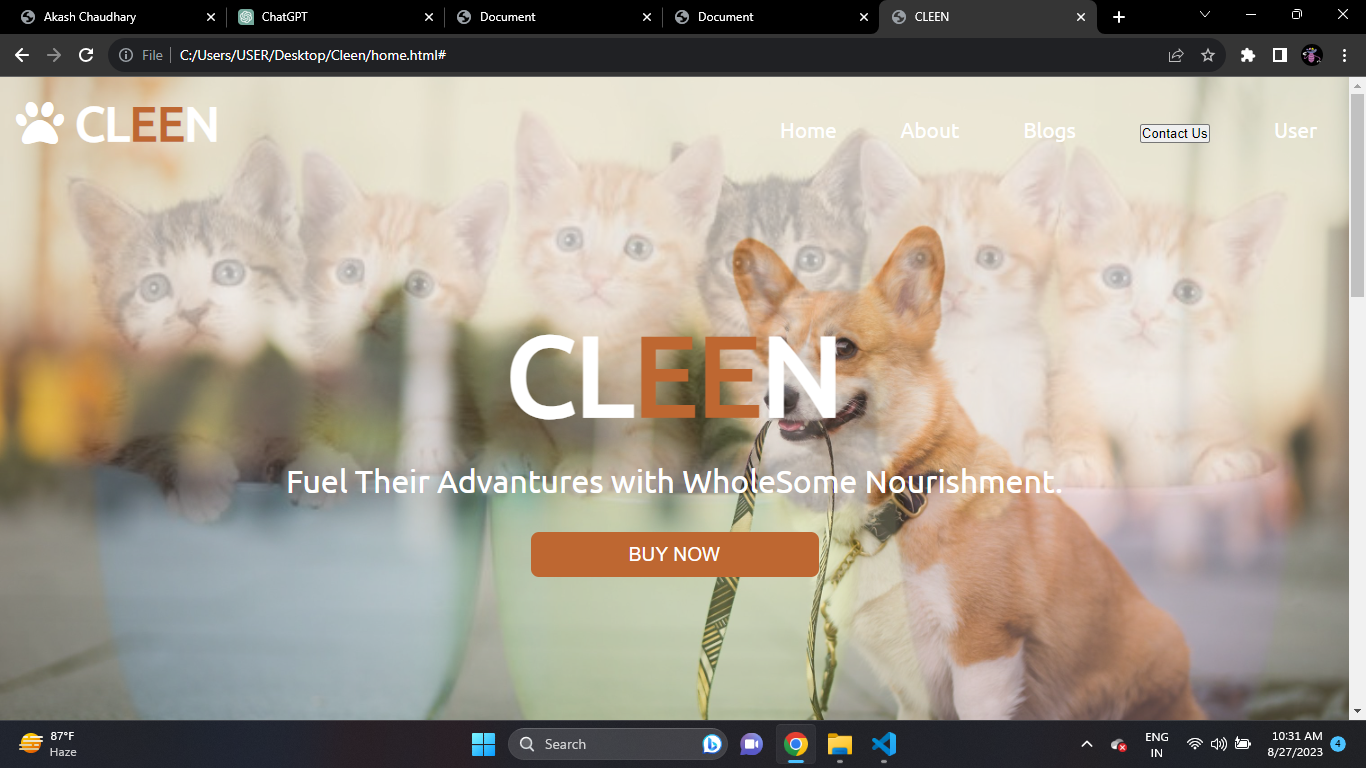 Akash Chaudhary
ChatGPT
Document
Document
CLEEN
File
C:/Users/USER/Desktop/Cleen/home.html#
CLEEN
Home
About
Blogs
Contact Us
User
CLEEN
Fuel Their Advantures with WholeSome Nourishment.
BUY NOW
87°F
Haze
Search
ENG
IN
10:31 AM
8/27/2023
4